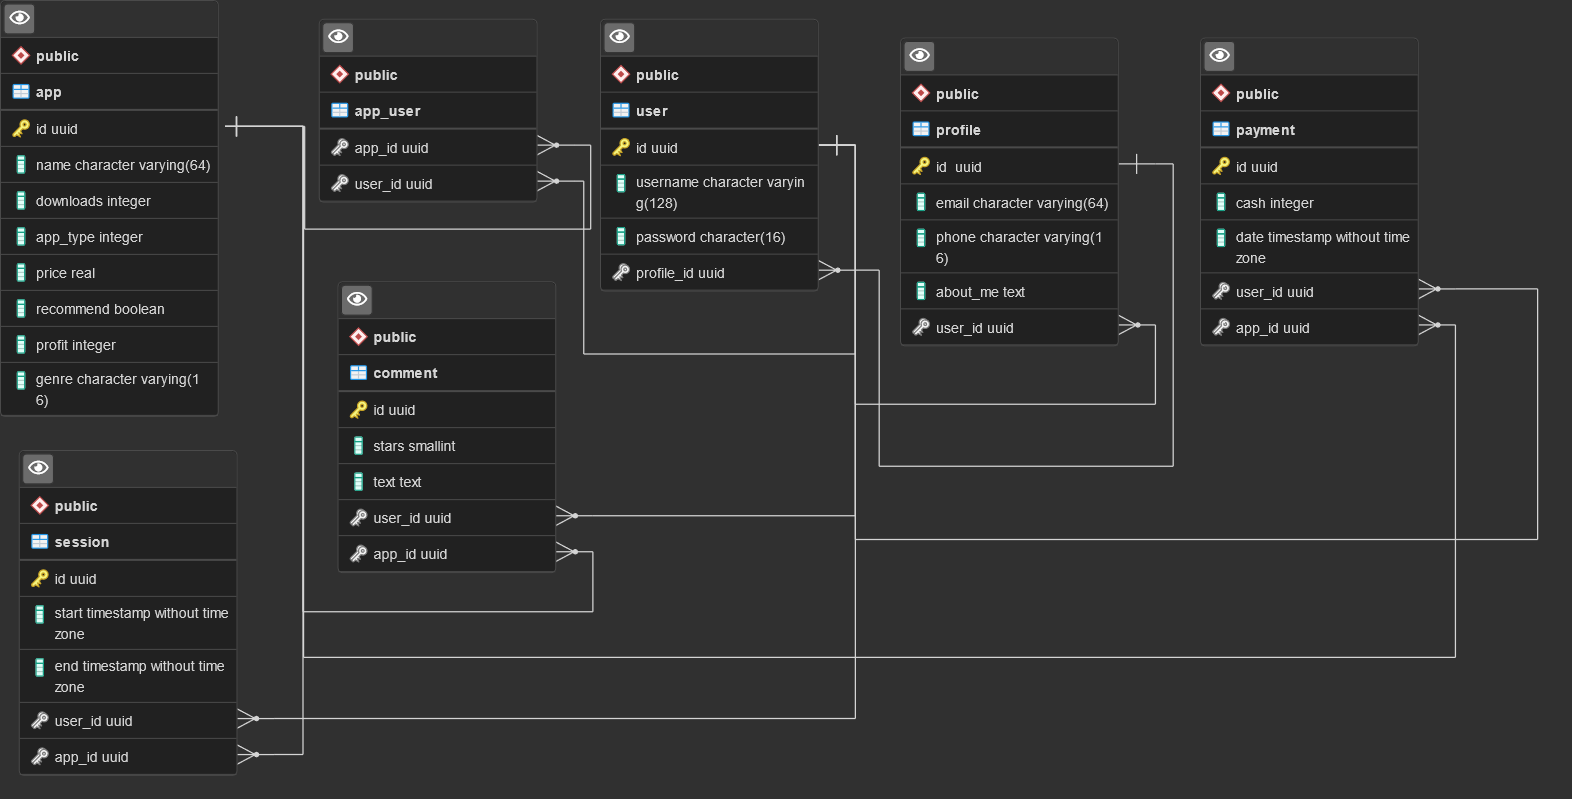 public
app
id uuid
name character varying(64)
downloads integer
app_type integer
price real
recommend boolean
profit integer
genre character varying(1
6)
public
app_user
app_id uuid
user_id uuid
public
user
id uuid
username character varyin
g(128)
password character(16)
profile_id uuid
public
profile
id  uuid
email character varying(64)
phone character varying(1
6)
about_me text
user_id uuid
public
payment
id uuid
cash integer
date timestamp without time
zone
user_id uuid
app_id uuid
public
comment
id uuid
stars smallint
text text
user_id uuid
app_id uuid
public
session
id uuid
start timestamp without time
zone
end timestamp without time
zone
user_id uuid
app_id uuid